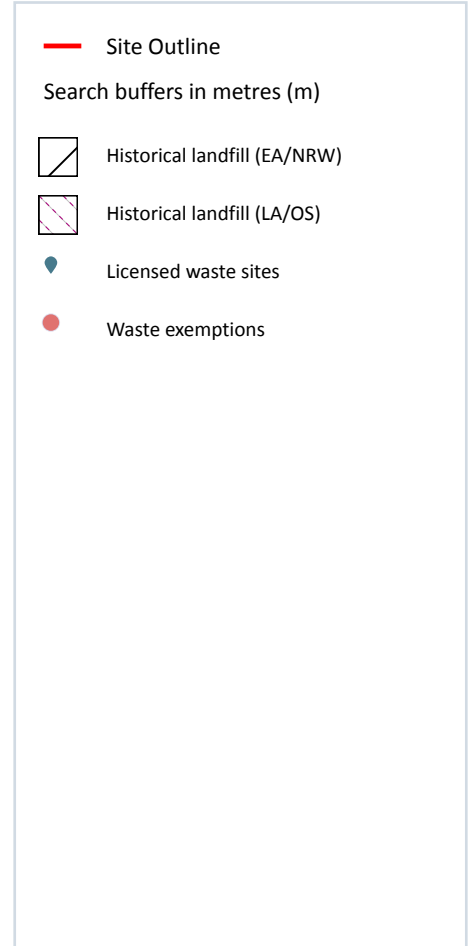 Site Outline
Search buffers in metres (m)
Historical landfill (EA/NRW)
Historical landfill (LA/OS)
Licensed waste sites
Waste exemptions